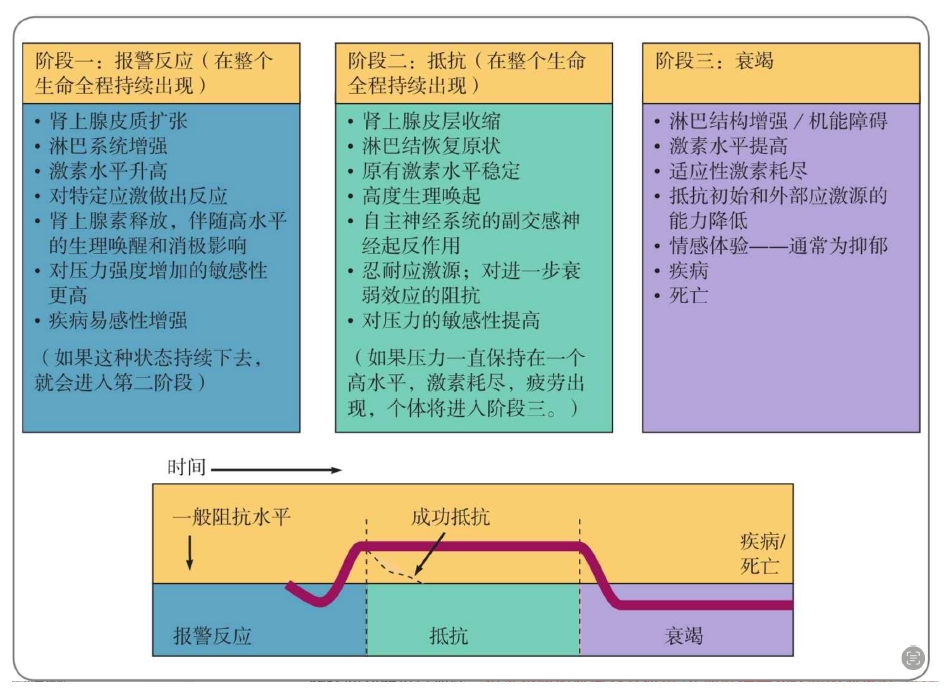 阶段一：报警反应（在整个
生命全程持续出现）
• 肾上腺皮质扩张
• 淋巴系统增强
• 激素水平升高
• 对特定应激做出反应
• 肾上腺素释放，伴随高水平
的生理唤醒和消极影响
• 对压力强度增加的敏感性
更高
• 疾病易感性增强
（如果这种状态持续下去，
就会进入第二阶段）
阶段二：抵抗（在整个生命
全程持续出现）
• 肾上腺皮层收缩
• 淋巴结恢复原状
• 原有激素水平稳定
• 高度生理唤起
• 自主神经系统的副交感神
经起反作用
• 忍耐应激源；对进一步衰
弱效应的阻抗
• 对压力的敏感性提高
（如果压力一直保持在一个
高水平，激素耗尽，疲劳出
现，个体将进入阶段三。）
阶段三：衰竭
• 淋巴结构增强/机能障碍
• 激素水平提高
• 适应性激素耗尽
• 抵抗初始和外部应激源的
能力降低
• 情感体验——通常为抑郁
• 疾病
• 死亡
时间
一般阻抗水平
成功抵抗
疾病/
死亡
报警反应
抵抗
衰竭